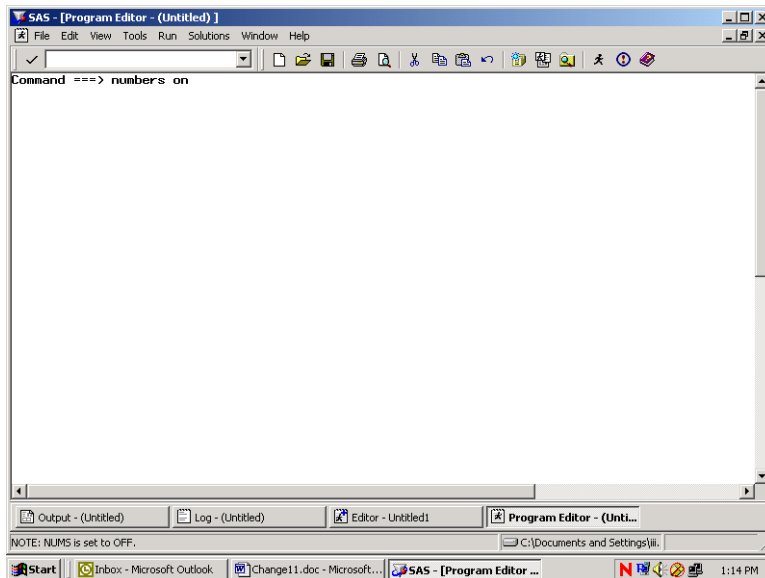 SAS - [Program Editor - (Untitled) ]
File Edit View Tools Run Solutions Window Help
Command ===> numbers on
Output - (Untitled) Log - (Untitled) Editor - Untitled1 Program Editor - (Unti...
NOTE: NUMS is set to OFF. C:\Documents and Settings\iii.
Start Inbox - Microsoft Outlook Change11.doc - Microsoft... SAS - [Program Editor ... N 1:14 PM